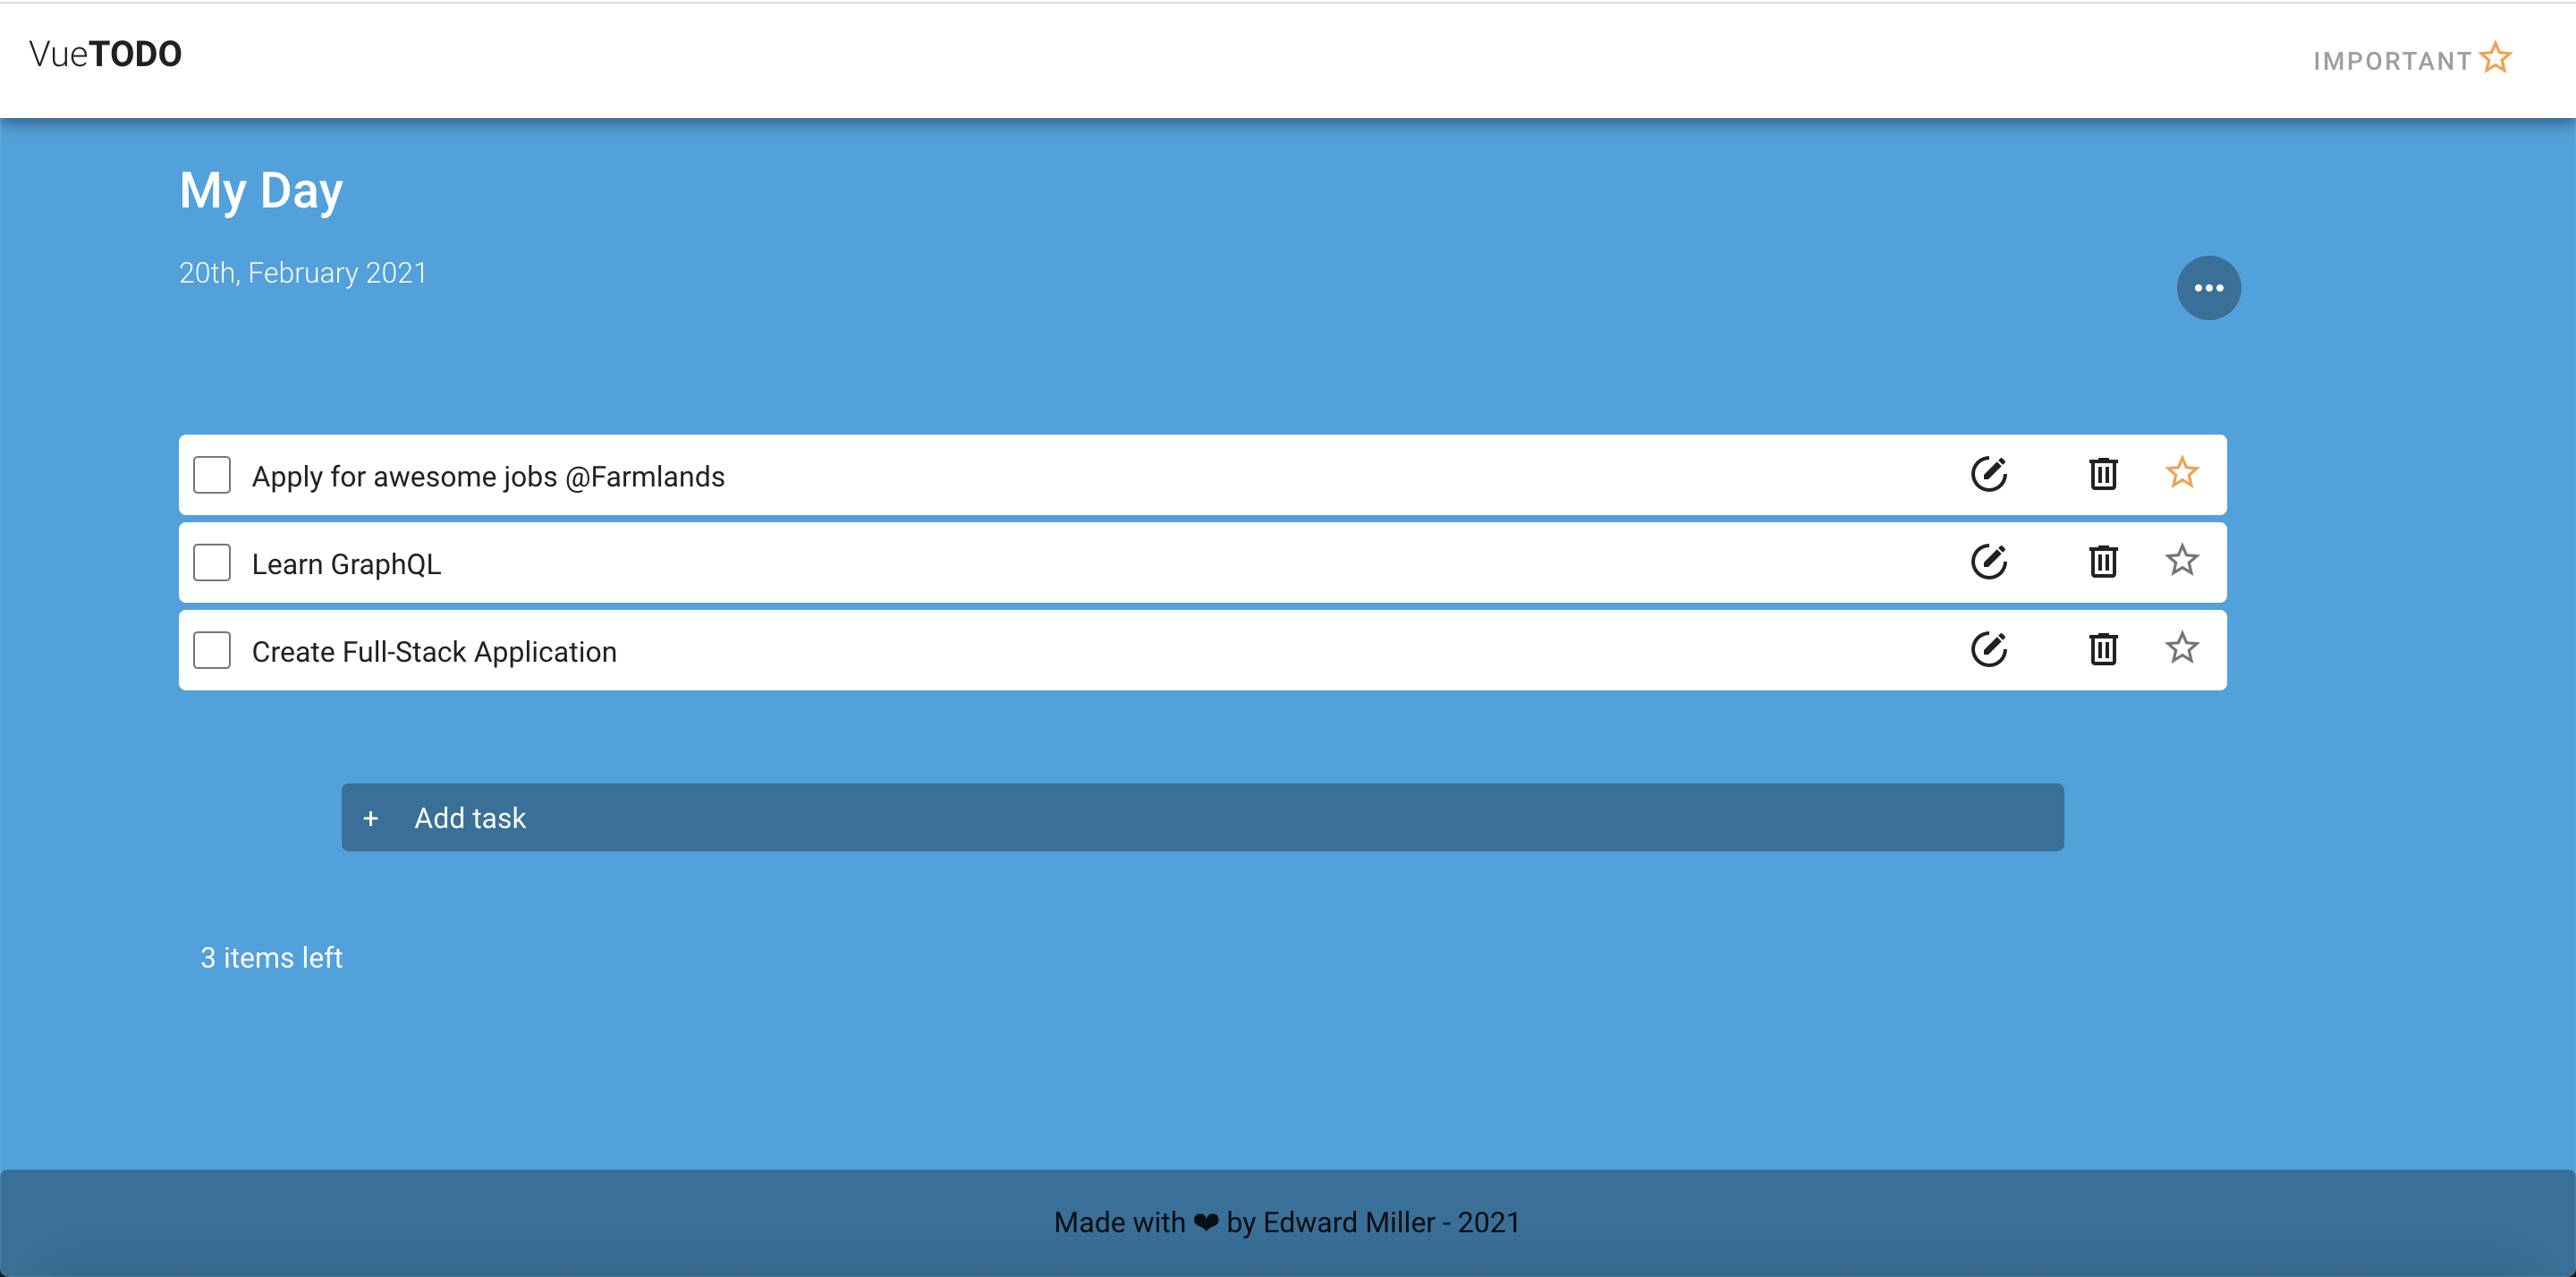 VueTODO
IMPORTANT
My Day
20th, February 2021
Apply for awesome jobs @Farmlands
Learn GraphQL
Create Full-Stack Application
+ Add task
3 items left
Made with ❤ by Edward Miller - 2021